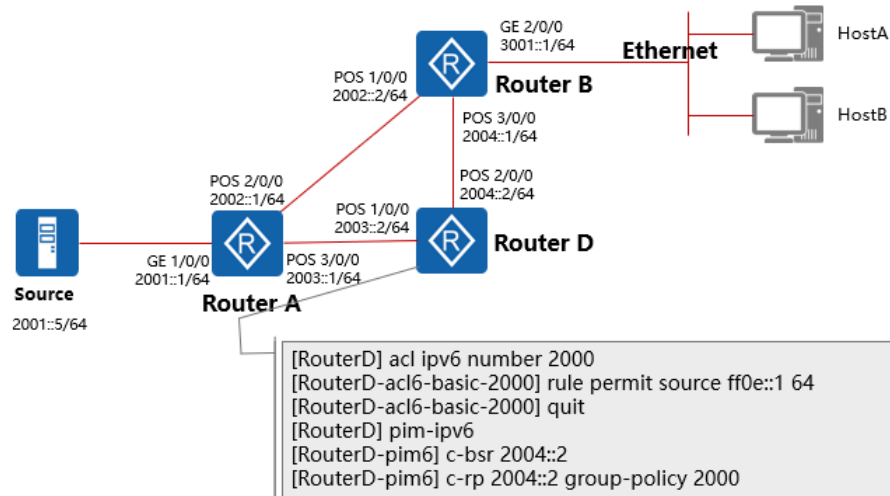 GE 2/0/0
3001::1/64
HostA
Ethernet
R
Router B
POS 1/0/0
2002::2/64
HostB
POS 3/0/0
2004::1/64
POS 2/0/0
2004::2/64
POS 2/0/0
2002::1/64
POS 1/0/0
2003::2/64
R
R
Router D
GE 1/0/0
2001::1/64
POS 3/0/0
2003::1/64
Source
Router A
2001::5/64
[RouterD] acl ipv6 number 2000
[RouterD-acl6-basic-2000] rule permit source ff0e::1 64
[RouterD-acl6-basic-2000] quit
[RouterD] pim-ipv6
[RouterD-pim6] c-bsr 2004::2
[RouterD-pim6] c-rp 2004::2 group-policy 2000